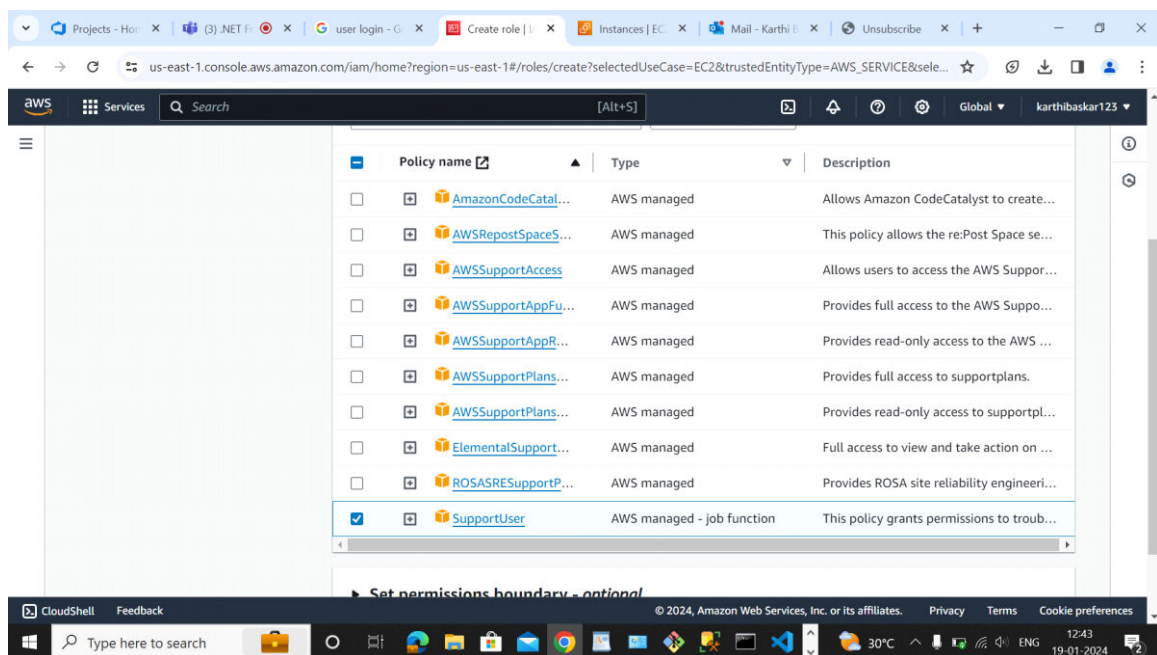 Projects - Hon
(3) .NET F
user login - G
Create role | I
Instances | EC
Mail - Karthi B
Unsubscribe
us-east-1.console.aws.amazon.com/iam/home?region=us-east-1#/roles/create?selectedUseCase=EC2&trustedEntityType=AWS_SERVICE&sele...
aws Services Search [Alt+S] Global karthibaskar123
Policy name Type Description
AmazonCodeCatal... AWS managed Allows Amazon CodeCatalyst to create...
AWSRepostSpaceS... AWS managed This policy allows the re:Post Space se...
AWSSupportAccess AWS managed Allows users to access the AWS Suppor...
AWSSupportAppFu... AWS managed Provides full access to the AWS Suppo...
AWSSupportAppR... AWS managed Provides read-only access to the AWS ...
AWSSupportPlans... AWS managed Provides full access to supportplans.
AWSSupportPlans... AWS managed Provides read-only access to supportpl...
ElementalSupport... AWS managed Full access to view and take action on ...
ROSASRESupportP... AWS managed Provides ROSA site reliability engineeri...
SupportUser AWS managed - job function This policy grants permissions to troub...
Set permissions boundary - optional
CloudShell Feedback © 2024, Amazon Web Services, Inc. or its affiliates. Privacy Terms Cookie preferences
Type here to search 30°C ENG 12:43
19-01-2024